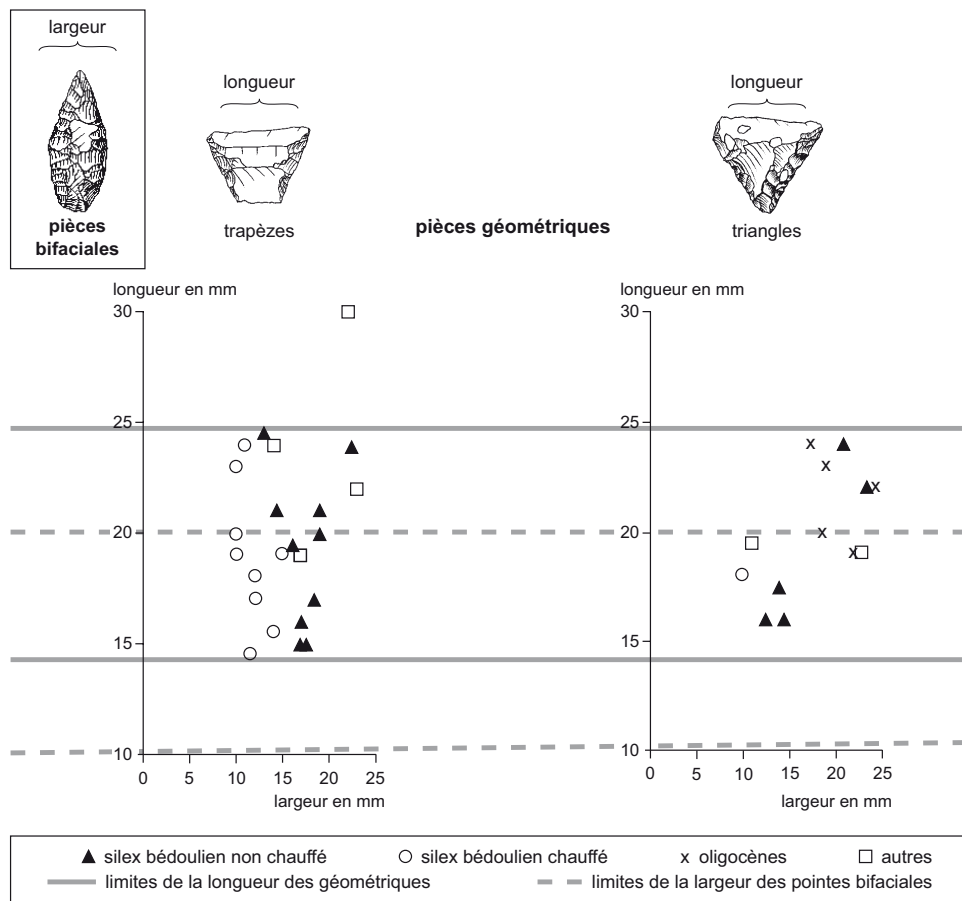 largeur
longueur
longueur
pièces
bifaciales
trapèzes
pièces géométriques
triangles
longueur en mm
30
25
20
15
10
0 5 10 15 20 25
largeur en mm
longueur en mm
30
25
20
15
10
0 5 10 15 20 25
largeur en mm
silex bédoulien non chauffé
silex bédoulien chauffé
x oligocènes
autres
limites de la longueur des géométriques
limites de la largeur des pointes bifaciales